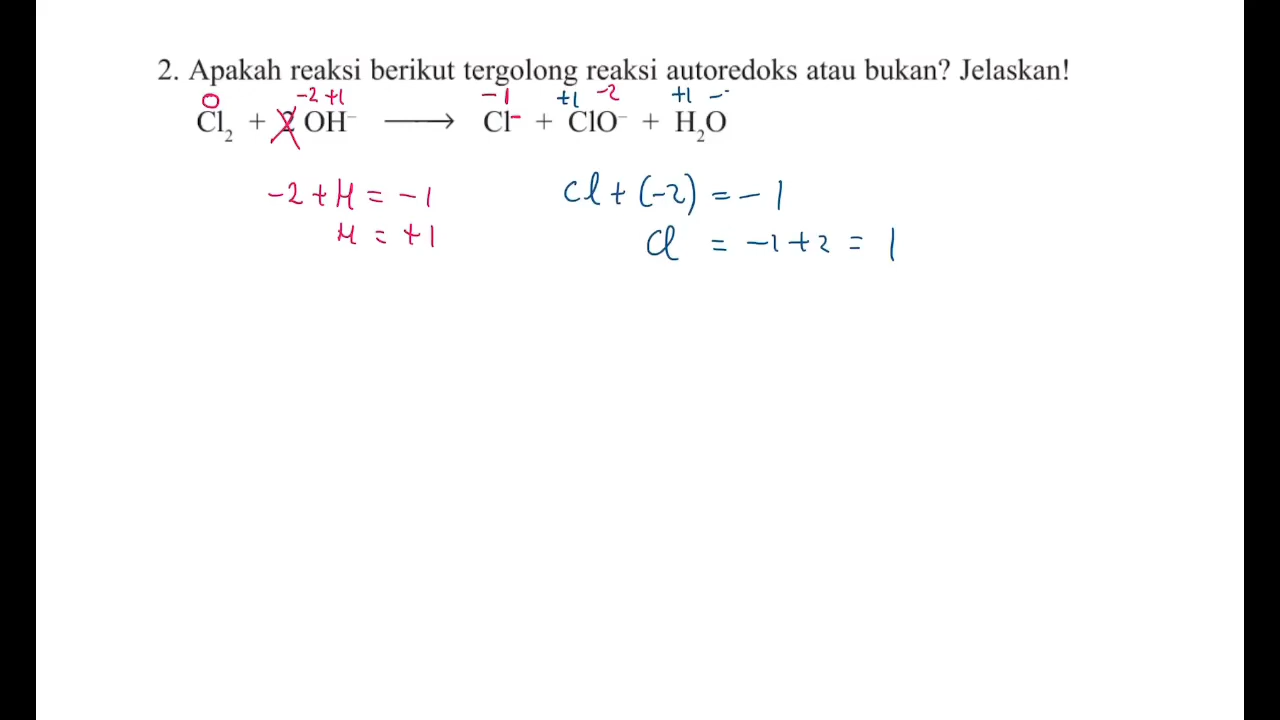 2. Apakah reaksi berikut tergolong reaksi autoredoks atau bukan? Jelaskan!
0 -2 +1 -1 +1 -2 +1 -
Cl₂ + 2 OH⁻ ⟶ Cl⁻ + ClO⁻ + H₂O
-2 + H = -1 Cl + (-2) = -1
H = +1 Cl = -1 + 2 = 1